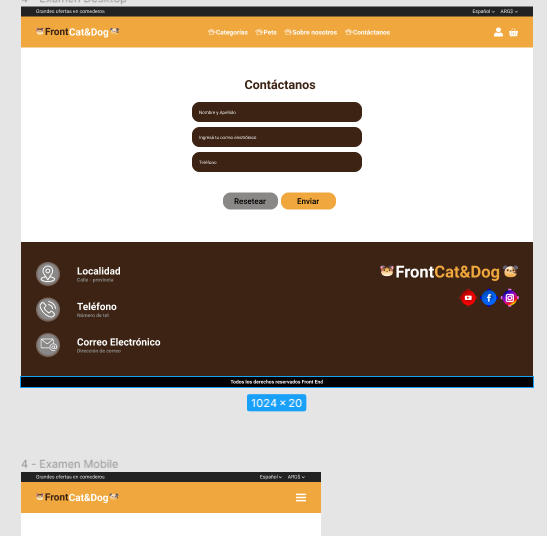 4 - Examen Desktop
Grandes ofertas en comederos
Español
ARG$
FrontCat&Dog
Categorías
Pets
Sobre nosotros
Contáctanos
Contáctanos
Nombre y Apellido
Ingresá tu correo electrónico
Teléfono
Resetear
Enviar
Localidad
Calle - provincia
Teléfono
Número de tel
Correo Electrónico
Dirección de correo
FrontCat&Dog
Todos los derechos reservados Front End
1024 × 20
4 - Examen Mobile
Grandes ofertas en comederos
Español
ARG$
FrontCat&Dog